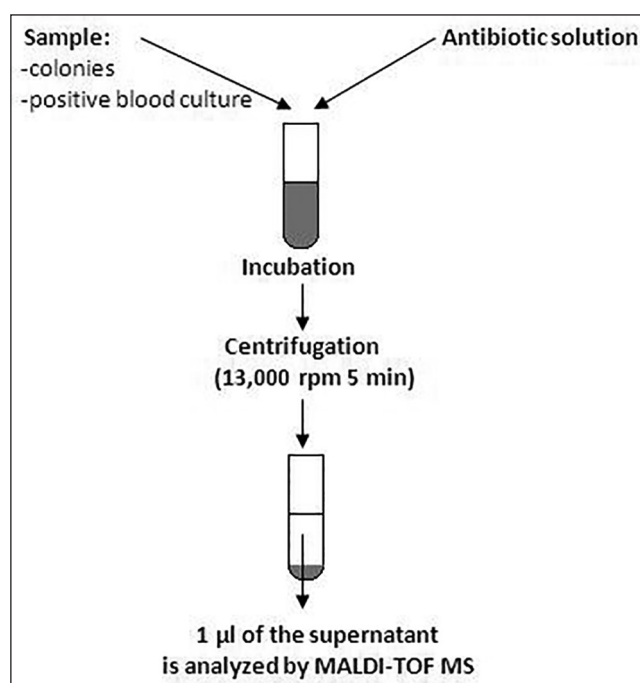 Sample:
-colonies
-positive blood culture
Antibiotic solution
Incubation
Centrifugation
(13,000 rpm 5 min)
1 µl of the supernatant
is analyzed by MALDI-TOF MS